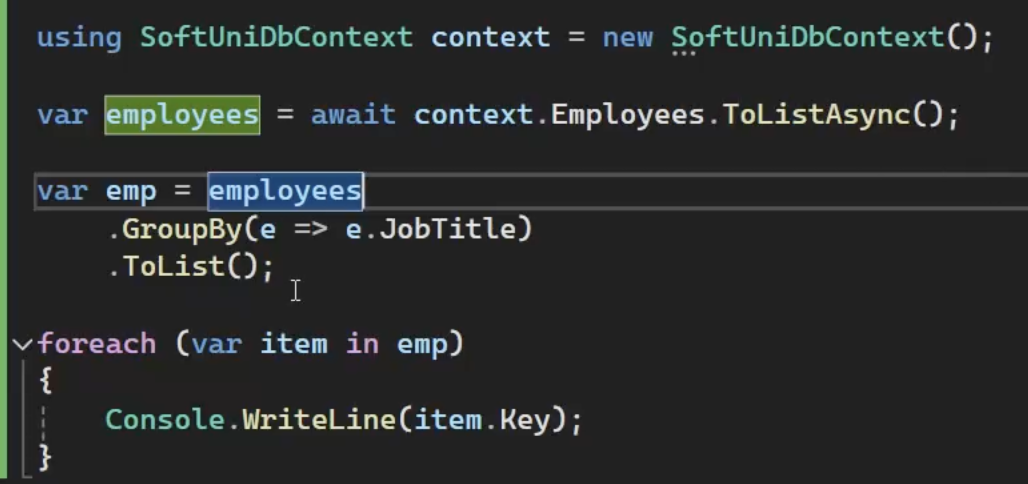 using SoftUniDbContext context = new SoftUniDbContext();
var employees = await context.Employees.ToListAsync();
var emp = employees
.GroupBy(e => e.JobTitle)
.ToList();
foreach (var item in emp)
{
Console.WriteLine(item.Key);
}